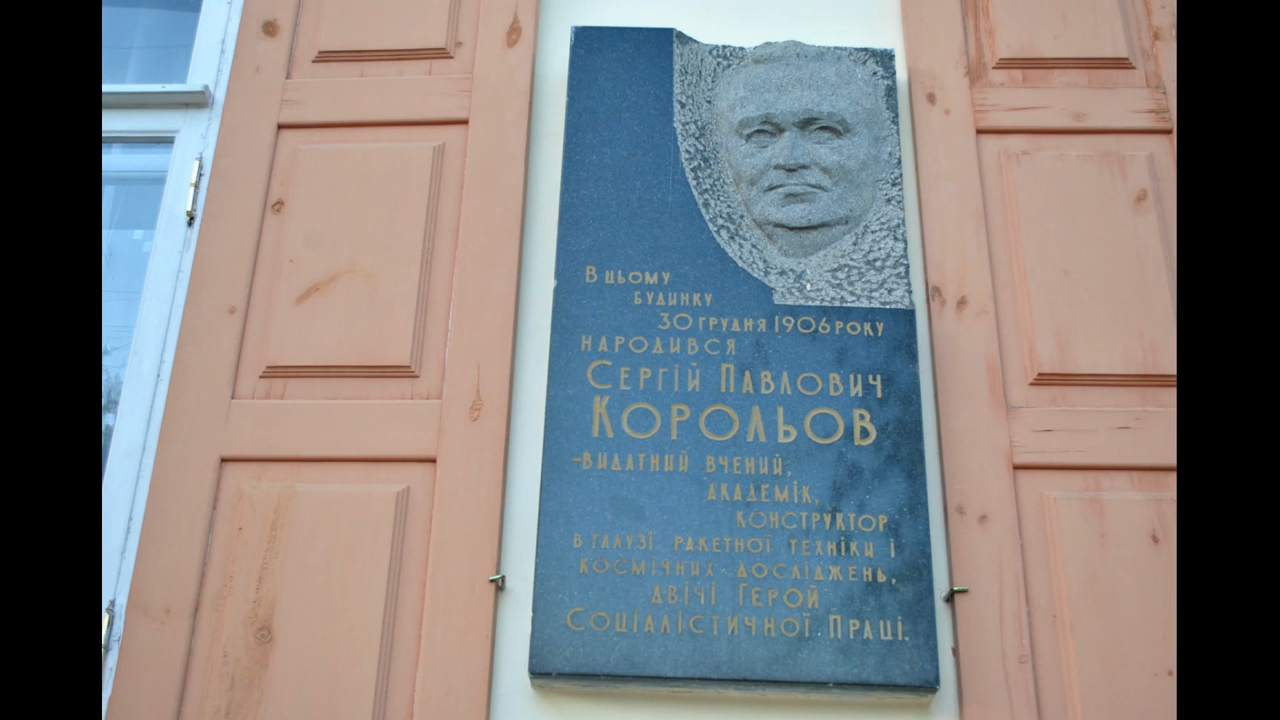 В цьому
будинку
30 грудня 1906 року
народився
Сергій Павлович
Корольов
–видатний вчений,
академік,
конструктор
в галузі ракетної техніки і
космічних досліджень,
двічі Герой
Соціалістичної Праці.